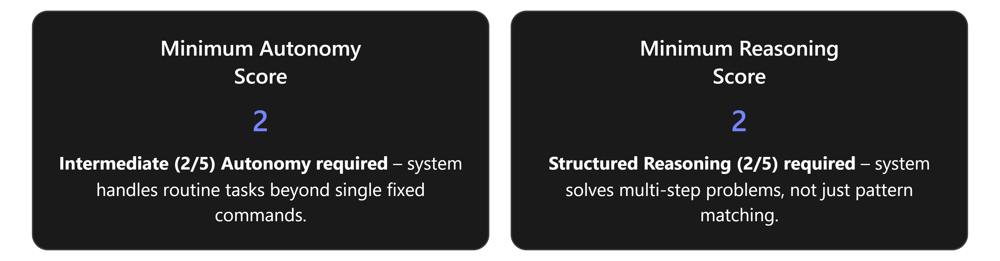 Minimum Autonomy
Score
2
Intermediate (2/5) Autonomy required – system
handles routine tasks beyond single fixed
commands.
Minimum Reasoning
Score
2
Structured Reasoning (2/5) required – system
solves multi-step problems, not just pattern
matching.